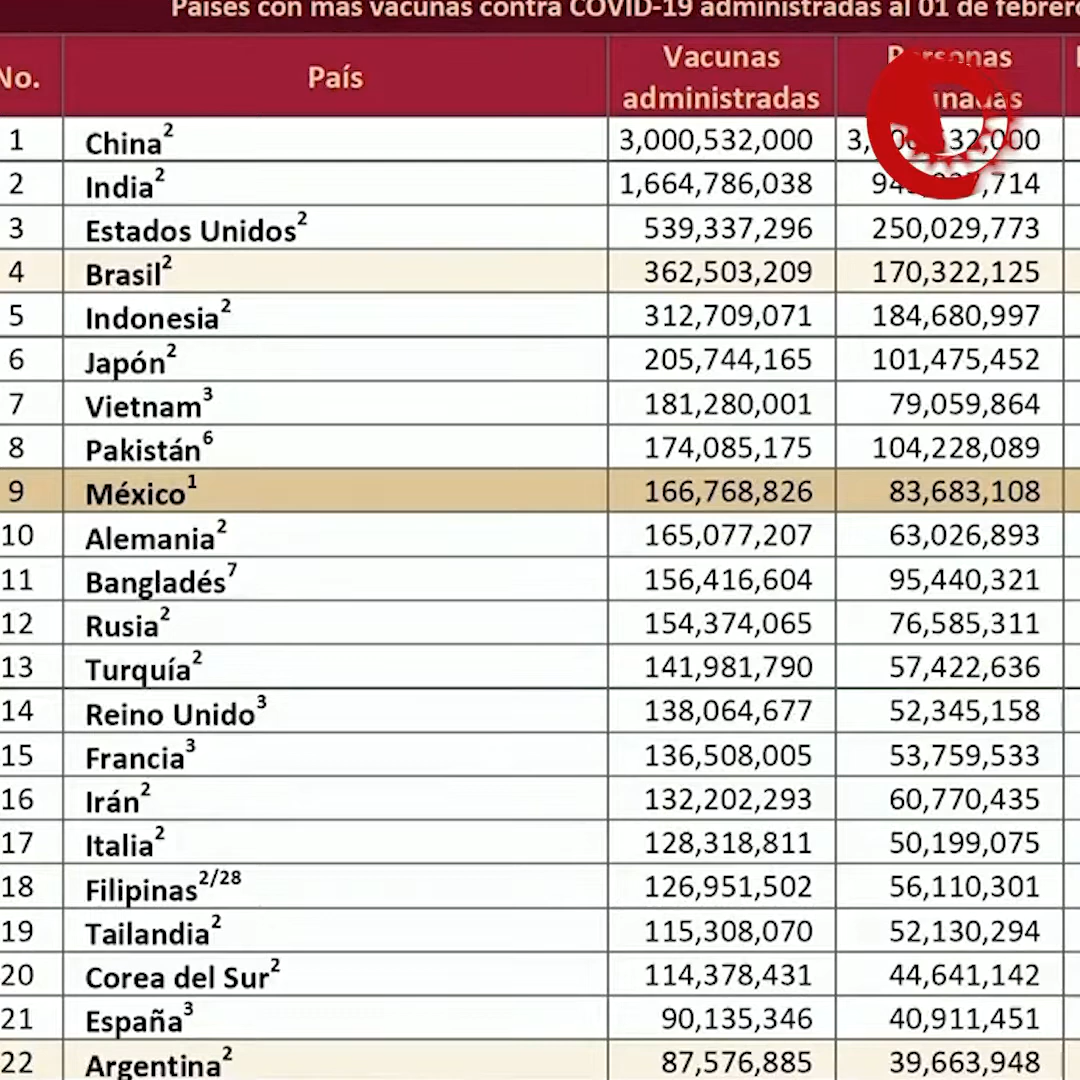 Países con más vacunas contra COVID-19 administradas al 01 de febrero
No. País Vacunas administradas Personas
1 China2 3,000,532,000
2 India2 1,664,786,038
3 Estados Unidos2 539,337,296 250,029,773
4 Brasil2 362,503,209 170,322,125
5 Indonesia2 312,709,071 184,680,997
6 Japón2 205,744,165 101,475,452
7 Vietnam3 181,280,001 79,059,864
8 Pakistán6 174,085,175 104,228,089
9 México1 166,768,826 83,683,108
10 Alemania2 165,077,207 63,026,893
11 Bangladés7 156,416,604 95,440,321
12 Rusia2 154,374,065 76,585,311
13 Turquía2 141,981,790 57,422,636
14 Reino Unido3 138,064,677 52,345,158
15 Francia3 136,508,005 53,759,533
16 Irán2 132,202,293 60,770,435
17 Italia2 128,318,811 50,199,075
18 Filipinas2/28 126,951,502 56,110,301
19 Tailandia2 115,308,070 52,130,294
20 Corea del Sur2 114,378,431 44,641,142
21 España3 90,135,346 40,911,451
22 Argentina2 87,576,885 39,663,948